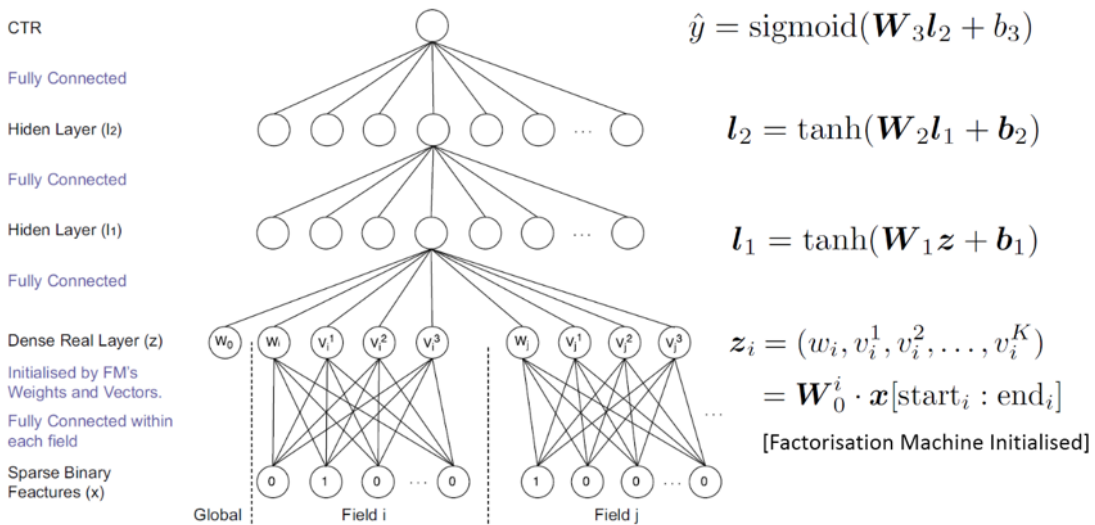 CTR
ŷ = sigmoid(W₃l₂ + b₃)
Fully Connected
Hiden Layer (l₂)
...
l₂ = tanh(W₂l₁ + b₂)
Fully Connected
Hiden Layer (l₁)
...
l₁ = tanh(W₁z + b₁)
Fully Connected
Dense Real Layer (z)
W₀ Wᵢ Vᵢ¹ Vᵢ² Vᵢ³ Wⱼ Vⱼ¹ Vⱼ² Vⱼ³
zᵢ = (wᵢ, vᵢ¹, vᵢ², . . . , vᵢᴷ)
Initialised by FM's
Weights and Vectors.
= W₀ⁱ · x[startᵢ : endᵢ]
Fully Connected within
each field
...
[Factorisation Machine Initialised]
Sparse Binary
Feactures (x)
0 1 0 ... 0 1 0 0 ... 0
Global Field i Field j